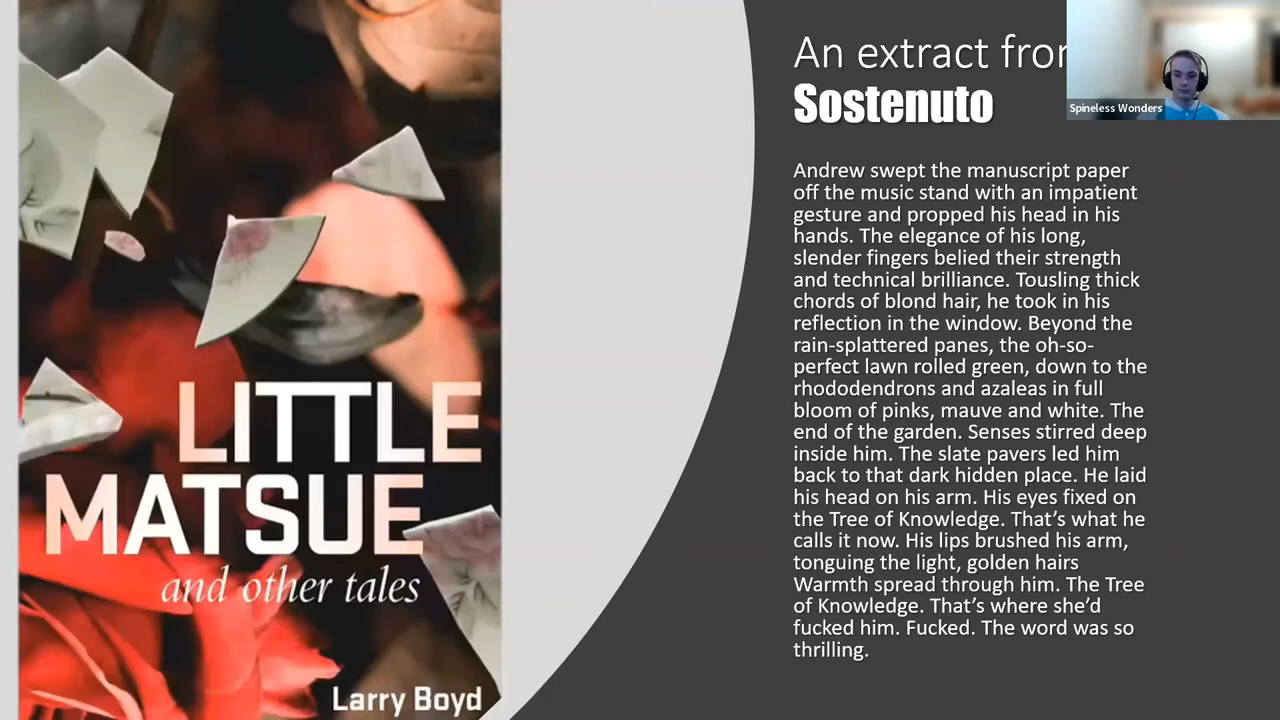 LITTLE
MATSUE
and other tales
Larry Boyd
An extract from
Sostenuto
Spineless Wonders
Andrew swept the manuscript paper
off the music stand with an impatient
gesture and propped his head in his
hands. The elegance of his long,
slender fingers belied their strength
and technical brilliance. Tousling thick
chords of blond hair, he took in his
reflection in the window. Beyond the
rain-splattered panes, the oh-so-
perfect lawn rolled green, down to the
rhododendrons and azaleas in full
bloom of pinks, mauve and white. The
end of the garden. Senses stirred deep
inside him. The slate pavers led him
back to that dark hidden place. He laid
his head on his arm. His eyes fixed on
the Tree of Knowledge. That’s what he
calls it now. His lips brushed his arm,
tonguing the light, golden hairs
Warmth spread through him. The Tree
of Knowledge. That’s where she’d
fucked him. Fucked. The word was so
thrilling.